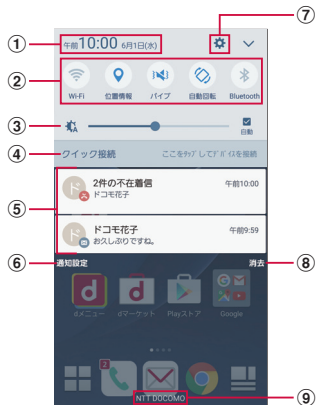 ⑦
① 午前10:00 6月1日(水)
②
Wi-Fi 位置情報 バイブ 自動回転 Bluetooth
③ A 自動
④ クイック接続 ここをタップしてデバイスを接続
⑤
ド 2件の不在着信 午前10:00
ドコモ花子
ド ドコモ花子 午前9:59
お久しぶりですね。
⑥ 通知設定 消去 ⑧
d d G
dメニュー dマーケット Playストア Google
2
NTT DOCOMO ⑨